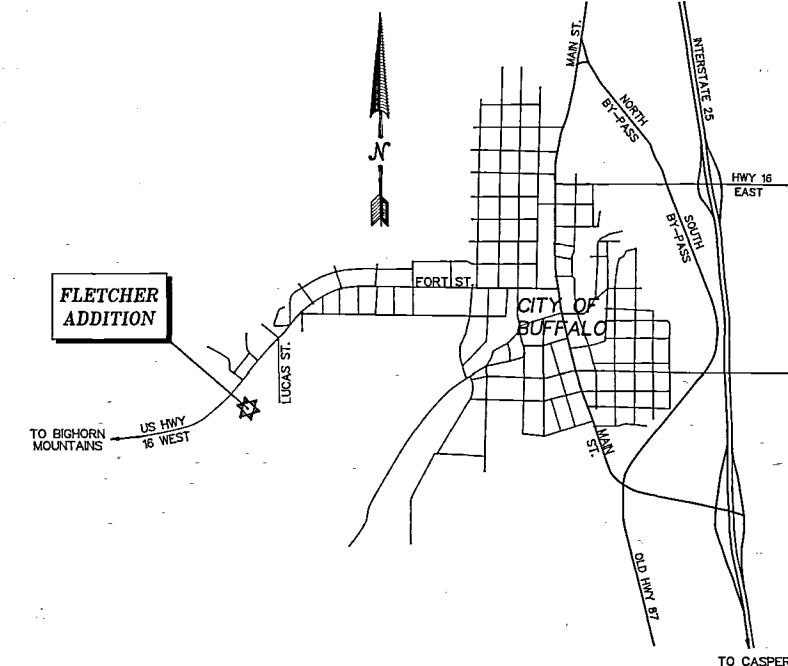 MAIN ST.
INTERSTATE 25
NORTH
BY-PASS
N
HWY 16
EAST
SOUTH
BY-PASS
FORT ST.
FLETCHER
ADDITION
CITY OF
BUFFALO
LUCAS ST.
US HWY
16 WEST
TO BIGHORN
MOUNTAINS
MAIN
ST.
OLD HWY 87
TO CASPER